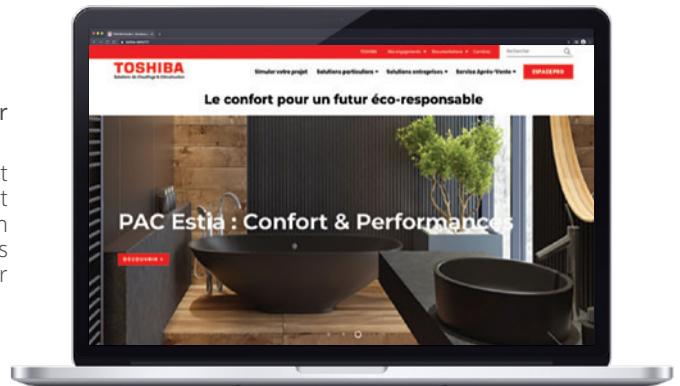 r
t
t
n
s
r
TOSHIBA Nos engagements Documentations Carrières Rechercher
TOSHIBA
Solutions de Chauffage & Climatisation
Simuler votre projet Solutions particuliers Solutions entreprises Service Après-Vente ESPACE PRO
Le confort pour un futur éco-responsable
PAC Estia : Confort & Performances
DÉCOUVRIR >